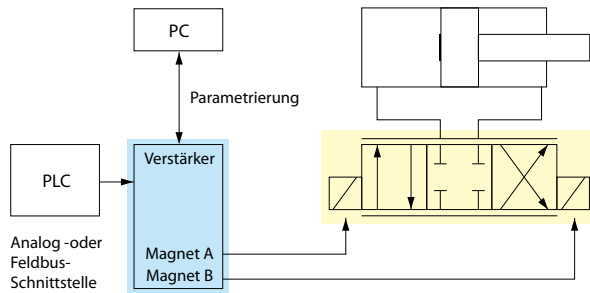 PC
Parametrierung
Verstärker
PLC
Analog -oder
Feldbus-
Schnittstelle
Magnet A
Magnet B